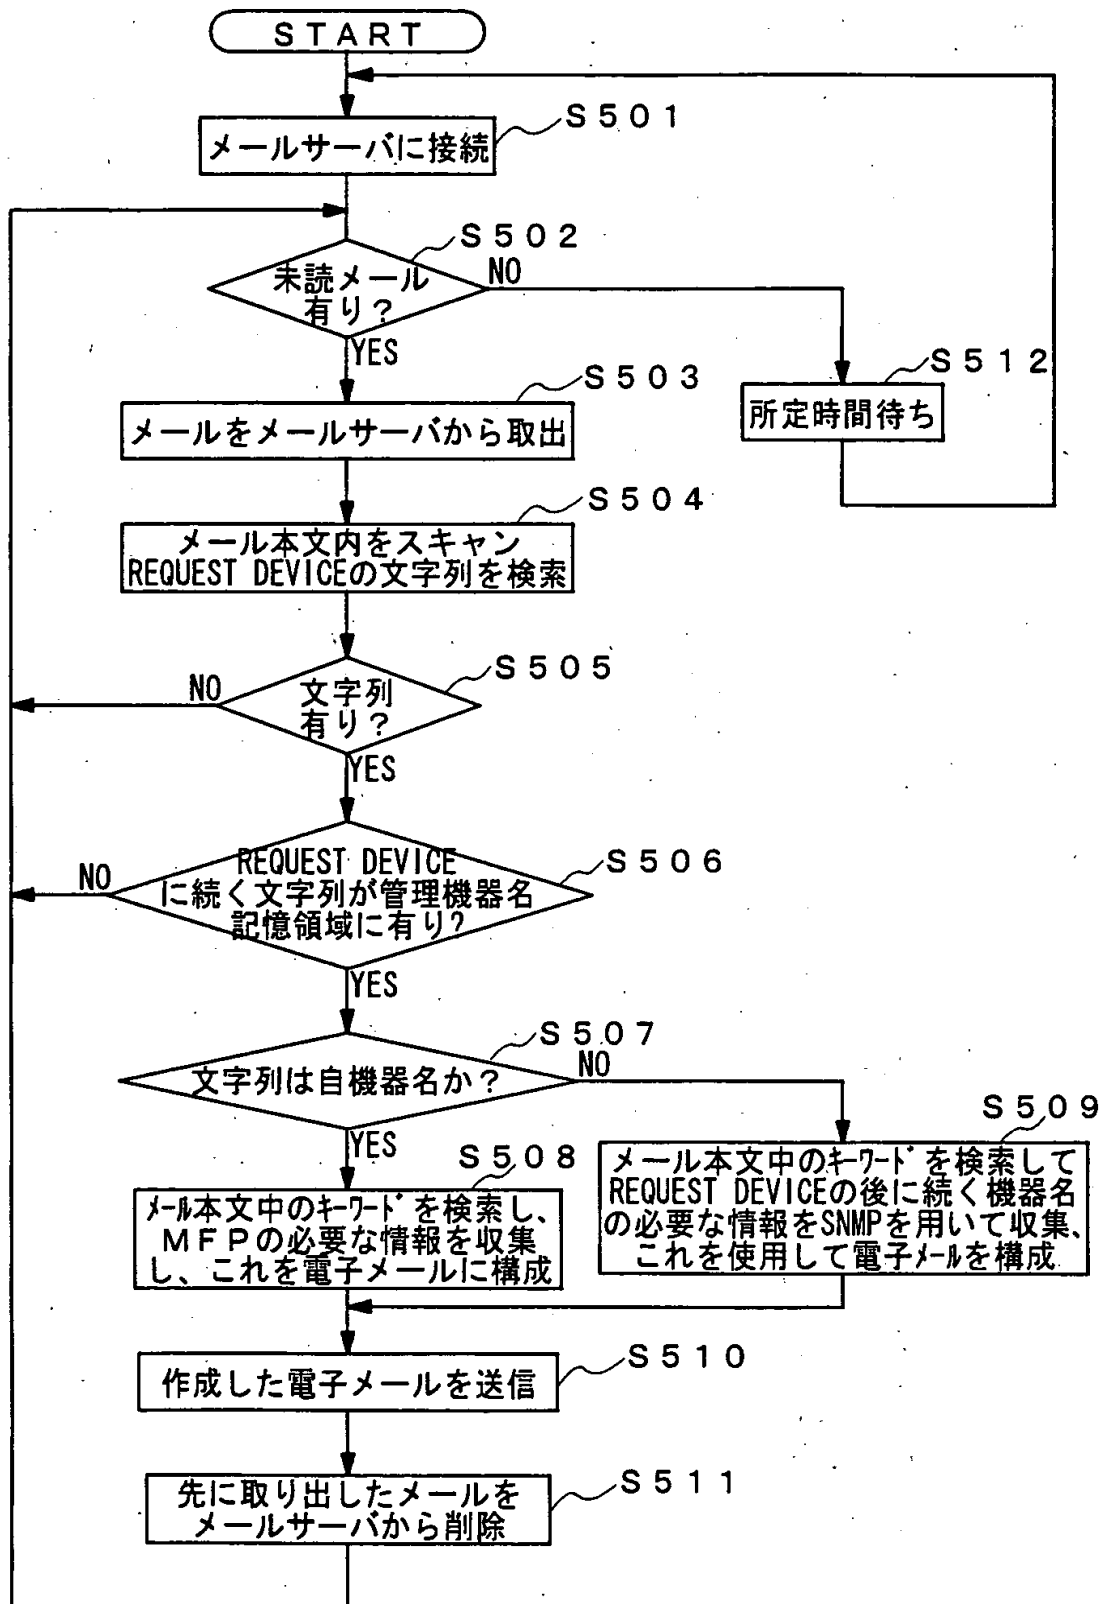 START
S501
メールサーバに接続
S502
未読メール
有り?
NO
YES
S512
所定時間待ち
S503
メールをメールサーバから取出
S504
メール本文内をスキャン
REQUEST DEVICEの文字列を検索
S505
文字列
有り?
NO
YES
S506
REQUEST DEVICE
に続く文字列が管理機器名
記憶領域に有り?
NO
YES
S507
文字列は自機器名か?
NO
YES
S508
メール本文中のキーワードを検索し、
MFPの必要な情報を収集
し、これを電子メールに構成
S509
メール本文中のキーワードを検索して
REQUEST DEVICEの後に続く機器名
の必要な情報をSNMPを用いて収集、
これを使用して電子メールを構成
S510
作成した電子メールを送信
S511
先に取り出したメールを
メールサーバから削除